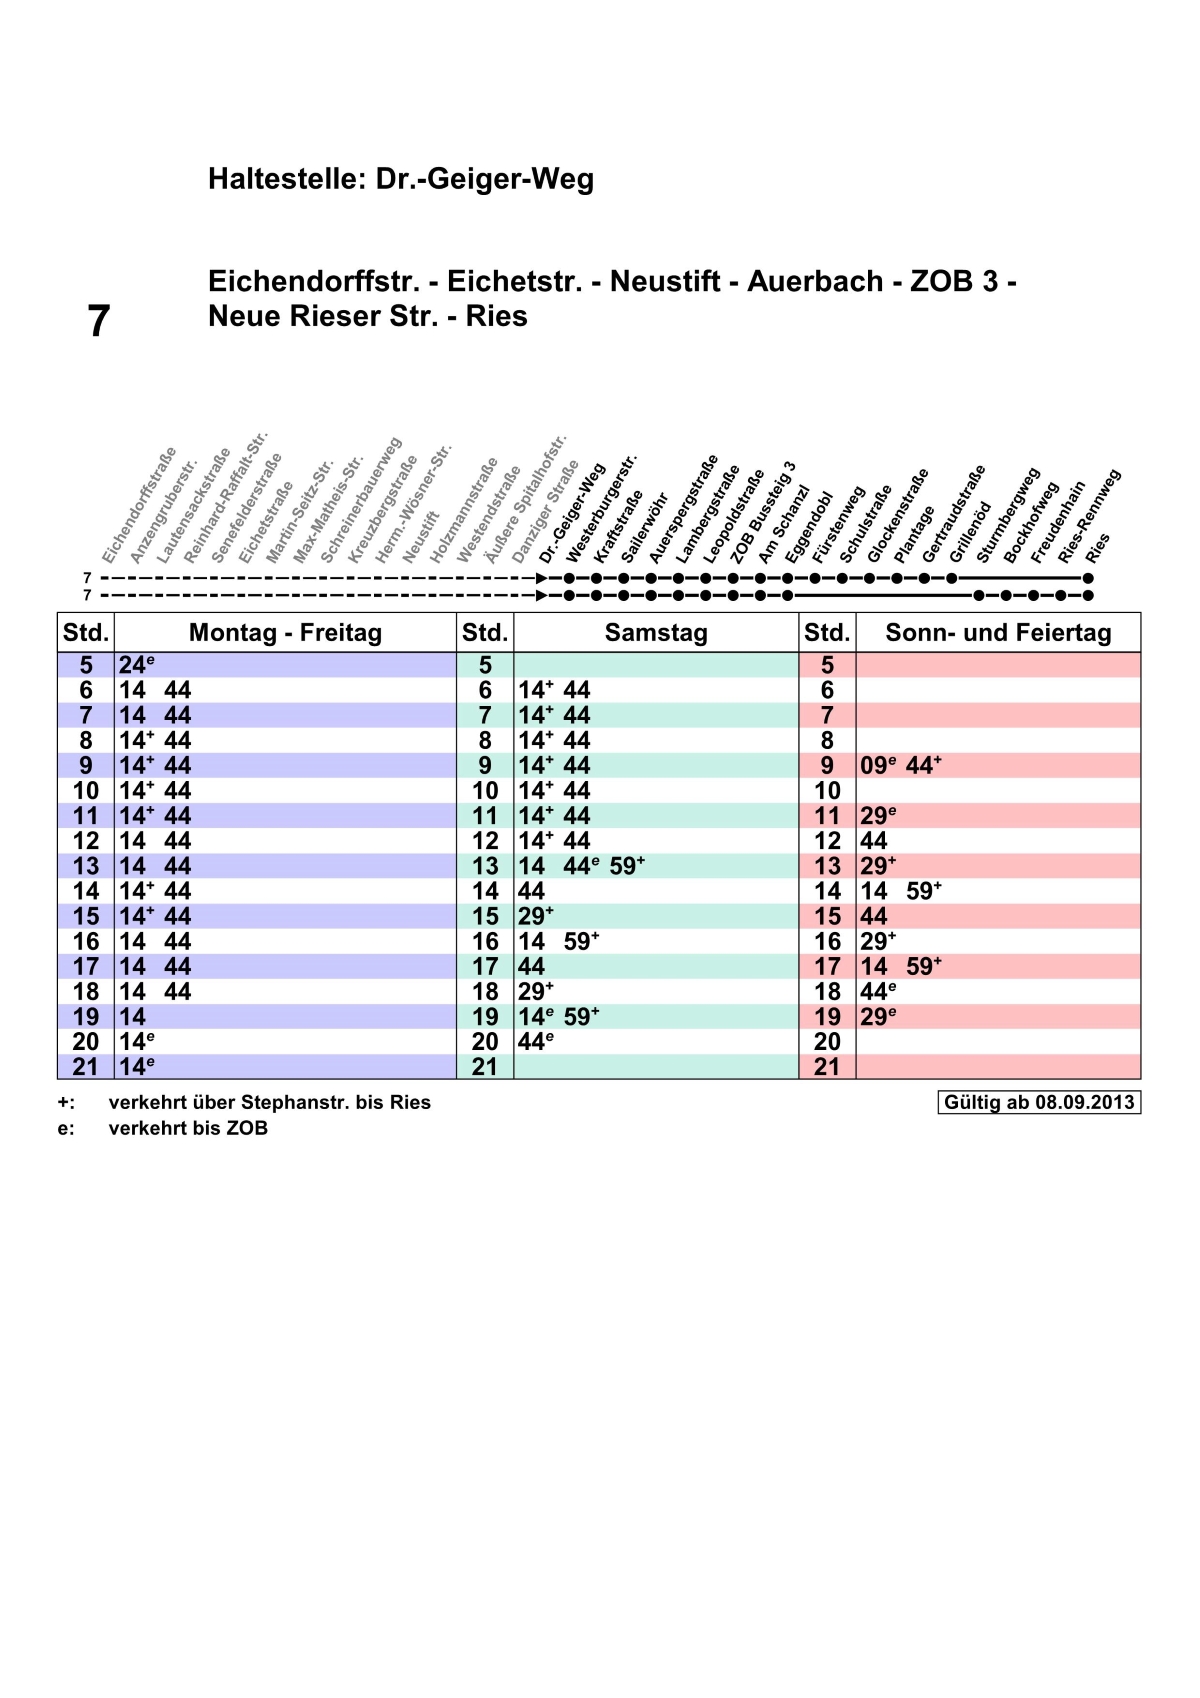 Haltestelle: Dr.-Geiger-Weg
Eichendorffstr. - Eichetstr. - Neustift - Auerbach - ZOB 3 -
7 Neue Rieser Str. - Ries
Eichendorffstraße
Anzengruberstr.
Lautensackstraße
Reinhard-Raffalt-Str.
Senefelderstraße
Eichetstraße
Martin-Seitz-Str.
Max-Matheis-Str.
Schreinerbauerweg
Kreuzbergstraße
Herm.-Wösner-Str.
Neustift
Holzmannstraße
Westendstraße
Äußere Spitalhofstr.
Danziger Straße
Dr.-Geiger-Weg
Westerburgerstr.
Kraftstraße
Sailerwöhr
Auerspergstraße
Lambergstraße
Leopoldstraße
ZOB Bussteig 3
Am Schanzl
Eggendobl
Fürstenweg
Schulstraße
Glockenstraße
Plantage
Gertraudstraße
Grillenöd
Sturmbergweg
Bockhofweg
Freudenhain
Ries-Rennweg
Ries
7
7
Std. Montag - Freitag Std. Samstag Std. Sonn- und Feiertag
5 24e 5 5
6 14 44 6 14+ 44 6
7 14 44 7 14+ 44 7
8 14+ 44 8 14+ 44 8
9 14+ 44 9 14+ 44 9 09e 44+
10 14+ 44 10 14+ 44 10
11 14+ 44 11 14+ 44 11 29e
12 14 44 12 14+ 44 12 44
13 14 44 13 14 44e 59+ 13 29+
14 14+ 44 14 44 14 14 59+
15 14+ 44 15 29+ 15 44
16 14 44 16 14 59+ 16 29+
17 14 44 17 44 17 14 59+
18 14 44 18 29+ 18 44e
19 14 19 14e 59+ 19 29e
20 14e 20 44e 20
21 14e 21 21
+: verkehrt über Stephanstr. bis Ries Gültig ab 08.09.2013
e: verkehrt bis ZOB